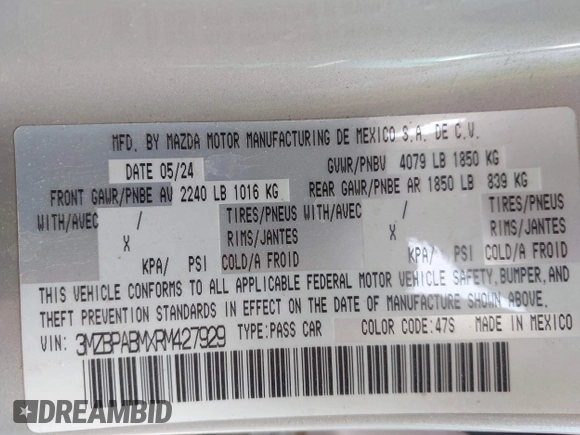 MFD. BY MAZDA MOTOR MANUFACTURING DE MEXICO S.A. DE C.V.
DATE 05/24 GVWR/PNBV 4079 LB 1850 KG
FRONT GAWR/PNBE AV 2240 LB 1016 KG REAR GAWR/PNBE AR 1850 LB 839 KG
WITH/AVEC / TIRES/PNEUS WITH/AVEC / TIRES/PNEUS
X RIMS/JANTES X RIMS/JANTES
KPA/ PSI COLD/A FROID KPA/ PSI COLD/A FROID
THIS VEHICLE CONFORMS TO ALL APPLICABLE FEDERAL MOTOR VEHICLE SAFETY, BUMPER, AND
THEFT PREVENTION STANDARDS IN EFFECT ON THE DATE OF MANUFACTURE SHOWN ABOVE.
VIN: 3MZBPABMXRM427929 TYPE:PASS CAR COLOR CODE:47S MADE IN MEXICO
DREAMBID